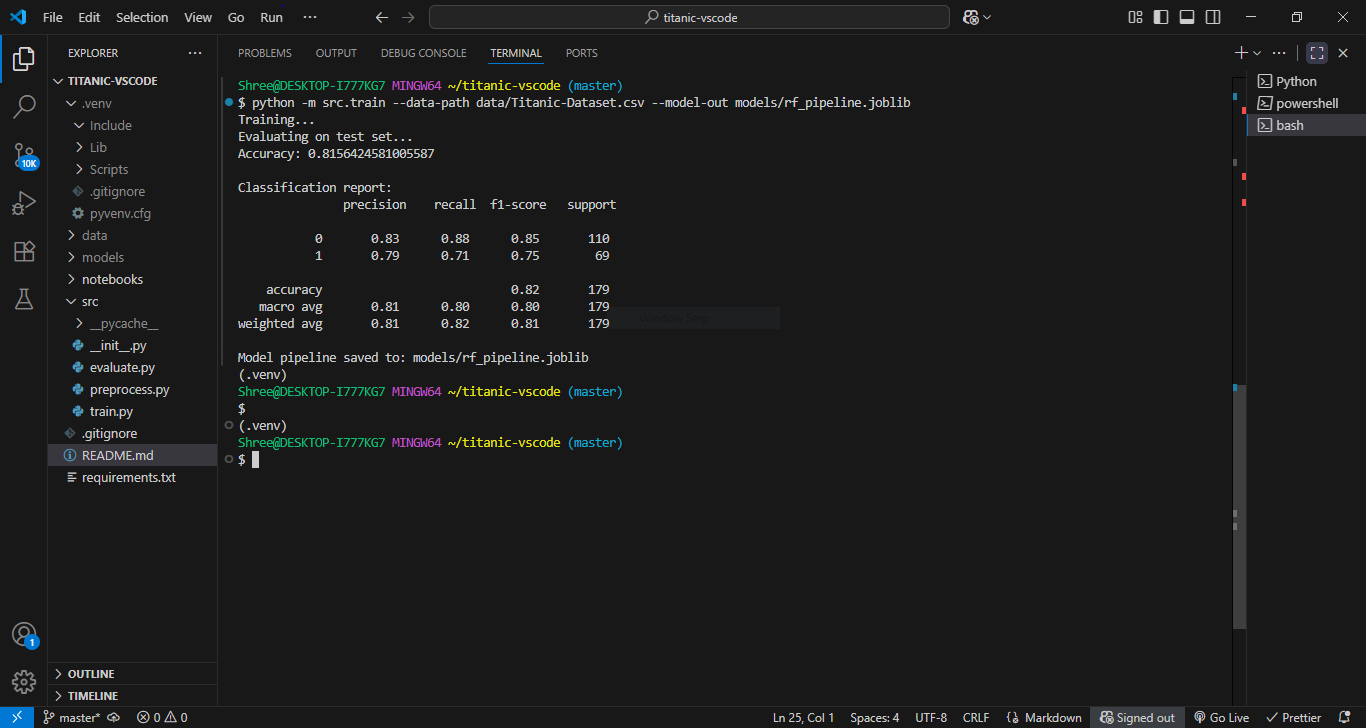 File Edit Selection View Go Run ··· titanic-vscode
EXPLORER ···
TITANIC-VSCODE
.venv
Include
Lib
Scripts
.gitignore
pyvenv.cfg
data
models
notebooks
src
__pycache__
__init__.py
evaluate.py
preprocess.py
train.py
.gitignore
README.md
requirements.txt
OUTLINE
TIMELINE
10K
1
PROBLEMS OUTPUT DEBUG CONSOLE TERMINAL PORTS
Shree@DESKTOP-I777KG7 MINGW64 ~/titanic-vscode (master)
$ python -m src.train --data-path data/Titanic-Dataset.csv --model-out models/rf_pipeline.joblib
Training...
Evaluating on test set...
Accuracy: 0.8156424581005587
Classification report:
precision recall f1-score support
0 0.83 0.88 0.85 110
1 0.79 0.71 0.75 69
accuracy 0.82 179
macro avg 0.81 0.80 0.80 179
weighted avg 0.81 0.82 0.81 179
Window Snip
Model pipeline saved to: models/rf_pipeline.joblib
(.venv)
Shree@DESKTOP-I777KG7 MINGW64 ~/titanic-vscode (master)
$
(.venv)
Shree@DESKTOP-I777KG7 MINGW64 ~/titanic-vscode (master)
$
Python
powershell
bash
master* 0 0 Ln 25, Col 1 Spaces: 4 UTF-8 CRLF Markdown Signed out Go Live Prettier